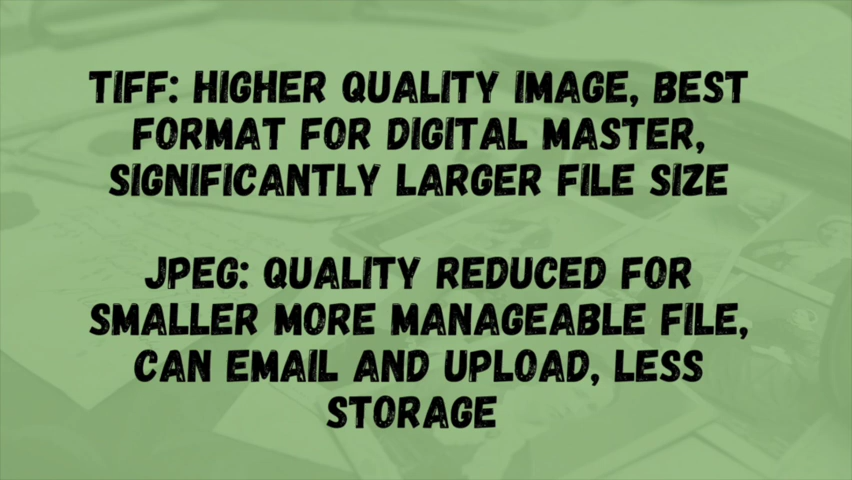 TIFF: HIGHER QUALITY IMAGE, BEST
FORMAT FOR DIGITAL MASTER,
SIGNIFICANTLY LARGER FILE SIZE
JPEG: QUALITY REDUCED FOR
SMALLER MORE MANAGEABLE FILE,
CAN EMAIL AND UPLOAD, LESS
STORAGE